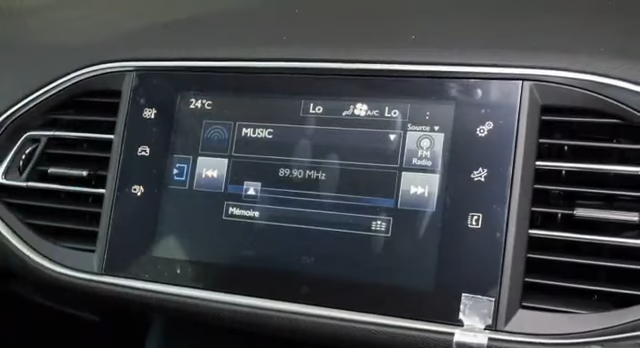 24°C
Lo A/C Lo
MUSIC
Source
FM
Radio
89.90 MHz
Mémoire